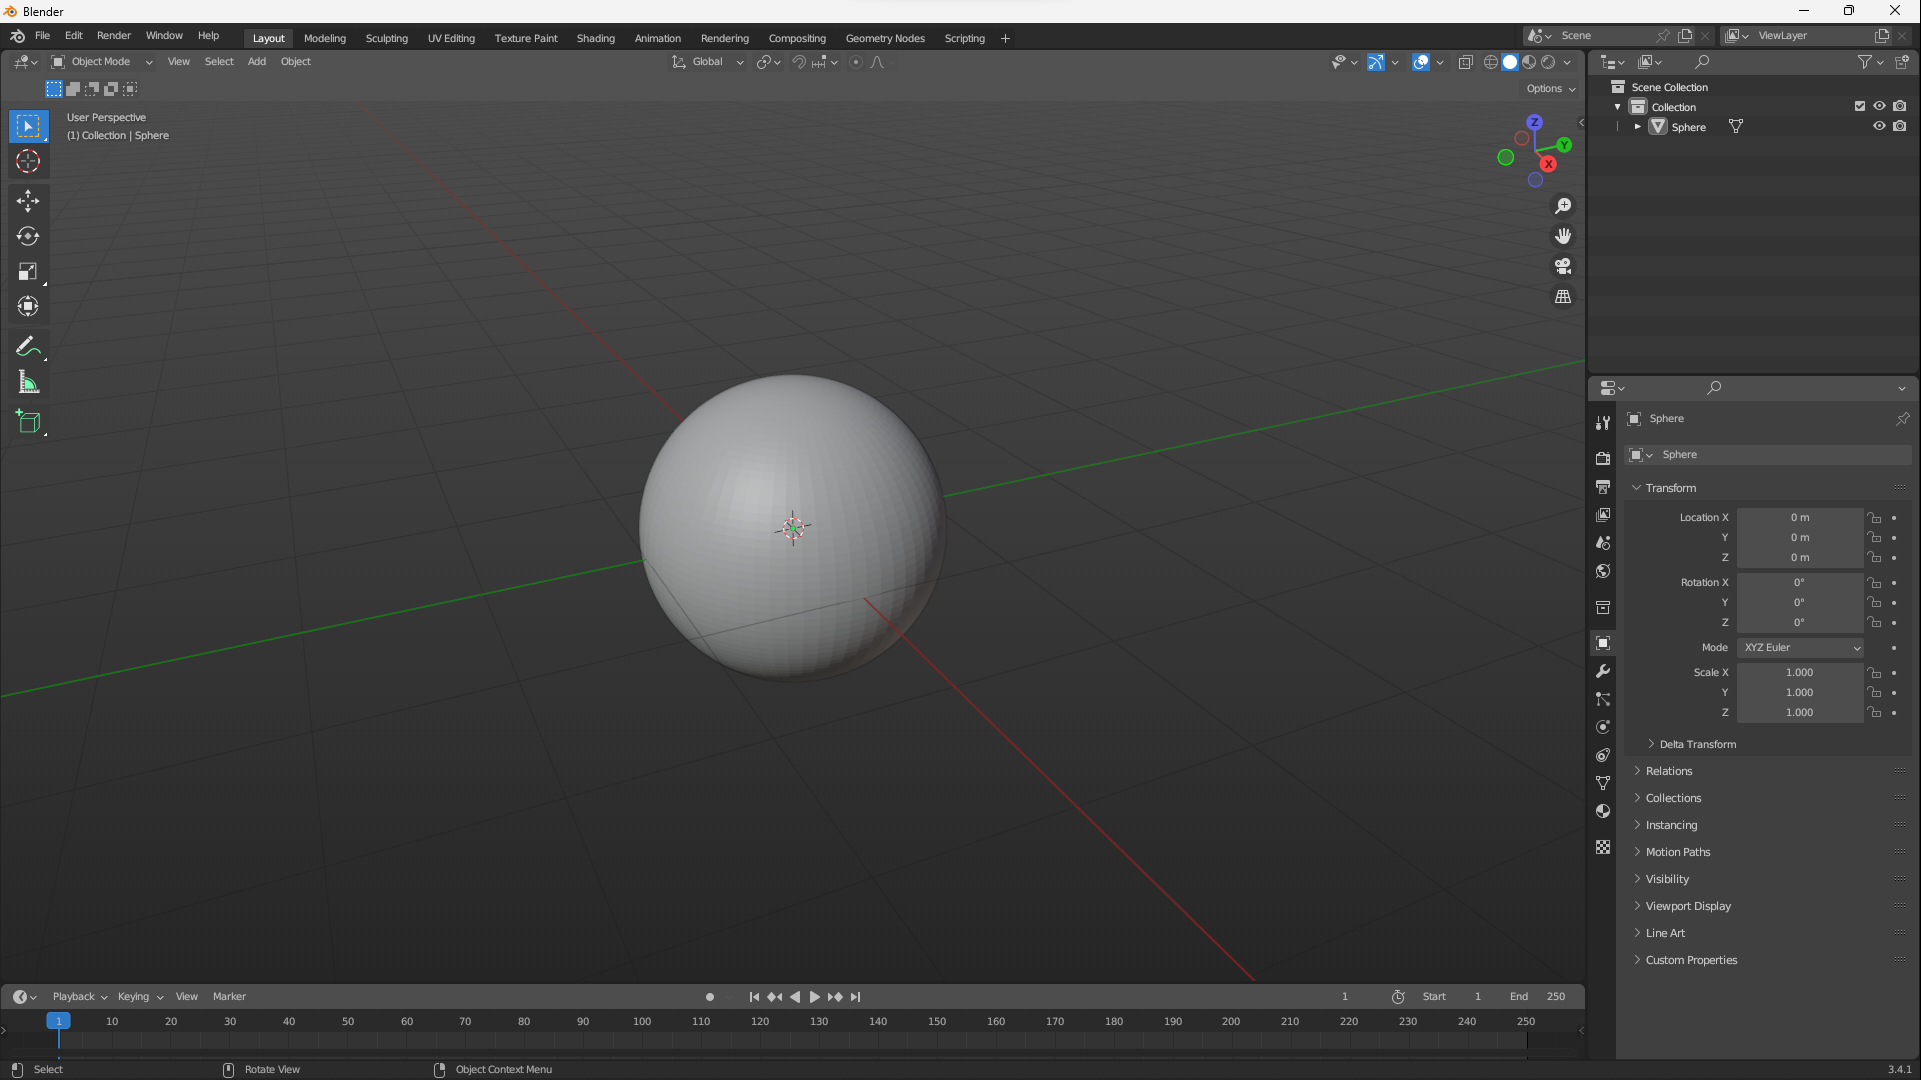 Blender
File Edit Render Window Help Layout Modeling Sculpting UV Editing Texture Paint Shading Animation Rendering Compositing Geometry Nodes Scripting + Scene ViewLayer
Object Mode View Select Add Object Global
Options
User Perspective
(1) Collection | Sphere
Z
Y
X
Scene Collection
Collection
Sphere
Sphere
Sphere
Transform
Location X 0 m
Y 0 m
Z 0 m
Rotation X 0°
Y 0°
Z 0°
Mode XYZ Euler
Scale X 1.000
Y 1.000
Z 1.000
Delta Transform
Relations
Collections
Instancing
Motion Paths
Visibility
Viewport Display
Line Art
Custom Properties
Playback Keying View Marker 1 Start 1 End 250
1 10 20 30 40 50 60 70 80 90 100 110 120 130 140 150 160 170 180 190 200 210 220 230 240 250
Select Rotate View Object Context Menu 3.4.1